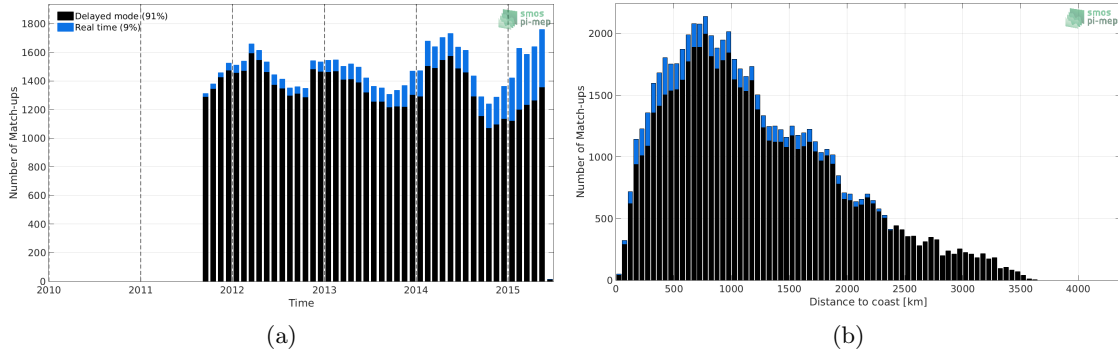 Delayed mode (91%)
Real time (9%)
smos
pi-mep
1800
1600
1400
1200
1000
800
600
400
200
0
Number of Match-ups
2010 2011 2012 2013 2014 2015
Time
(a)
smos
pi-mep
2000
1500
1000
500
0
Number of Match-ups
0 500 1000 1500 2000 2500 3000 3500 4000
Distance to coast [km]
(b)